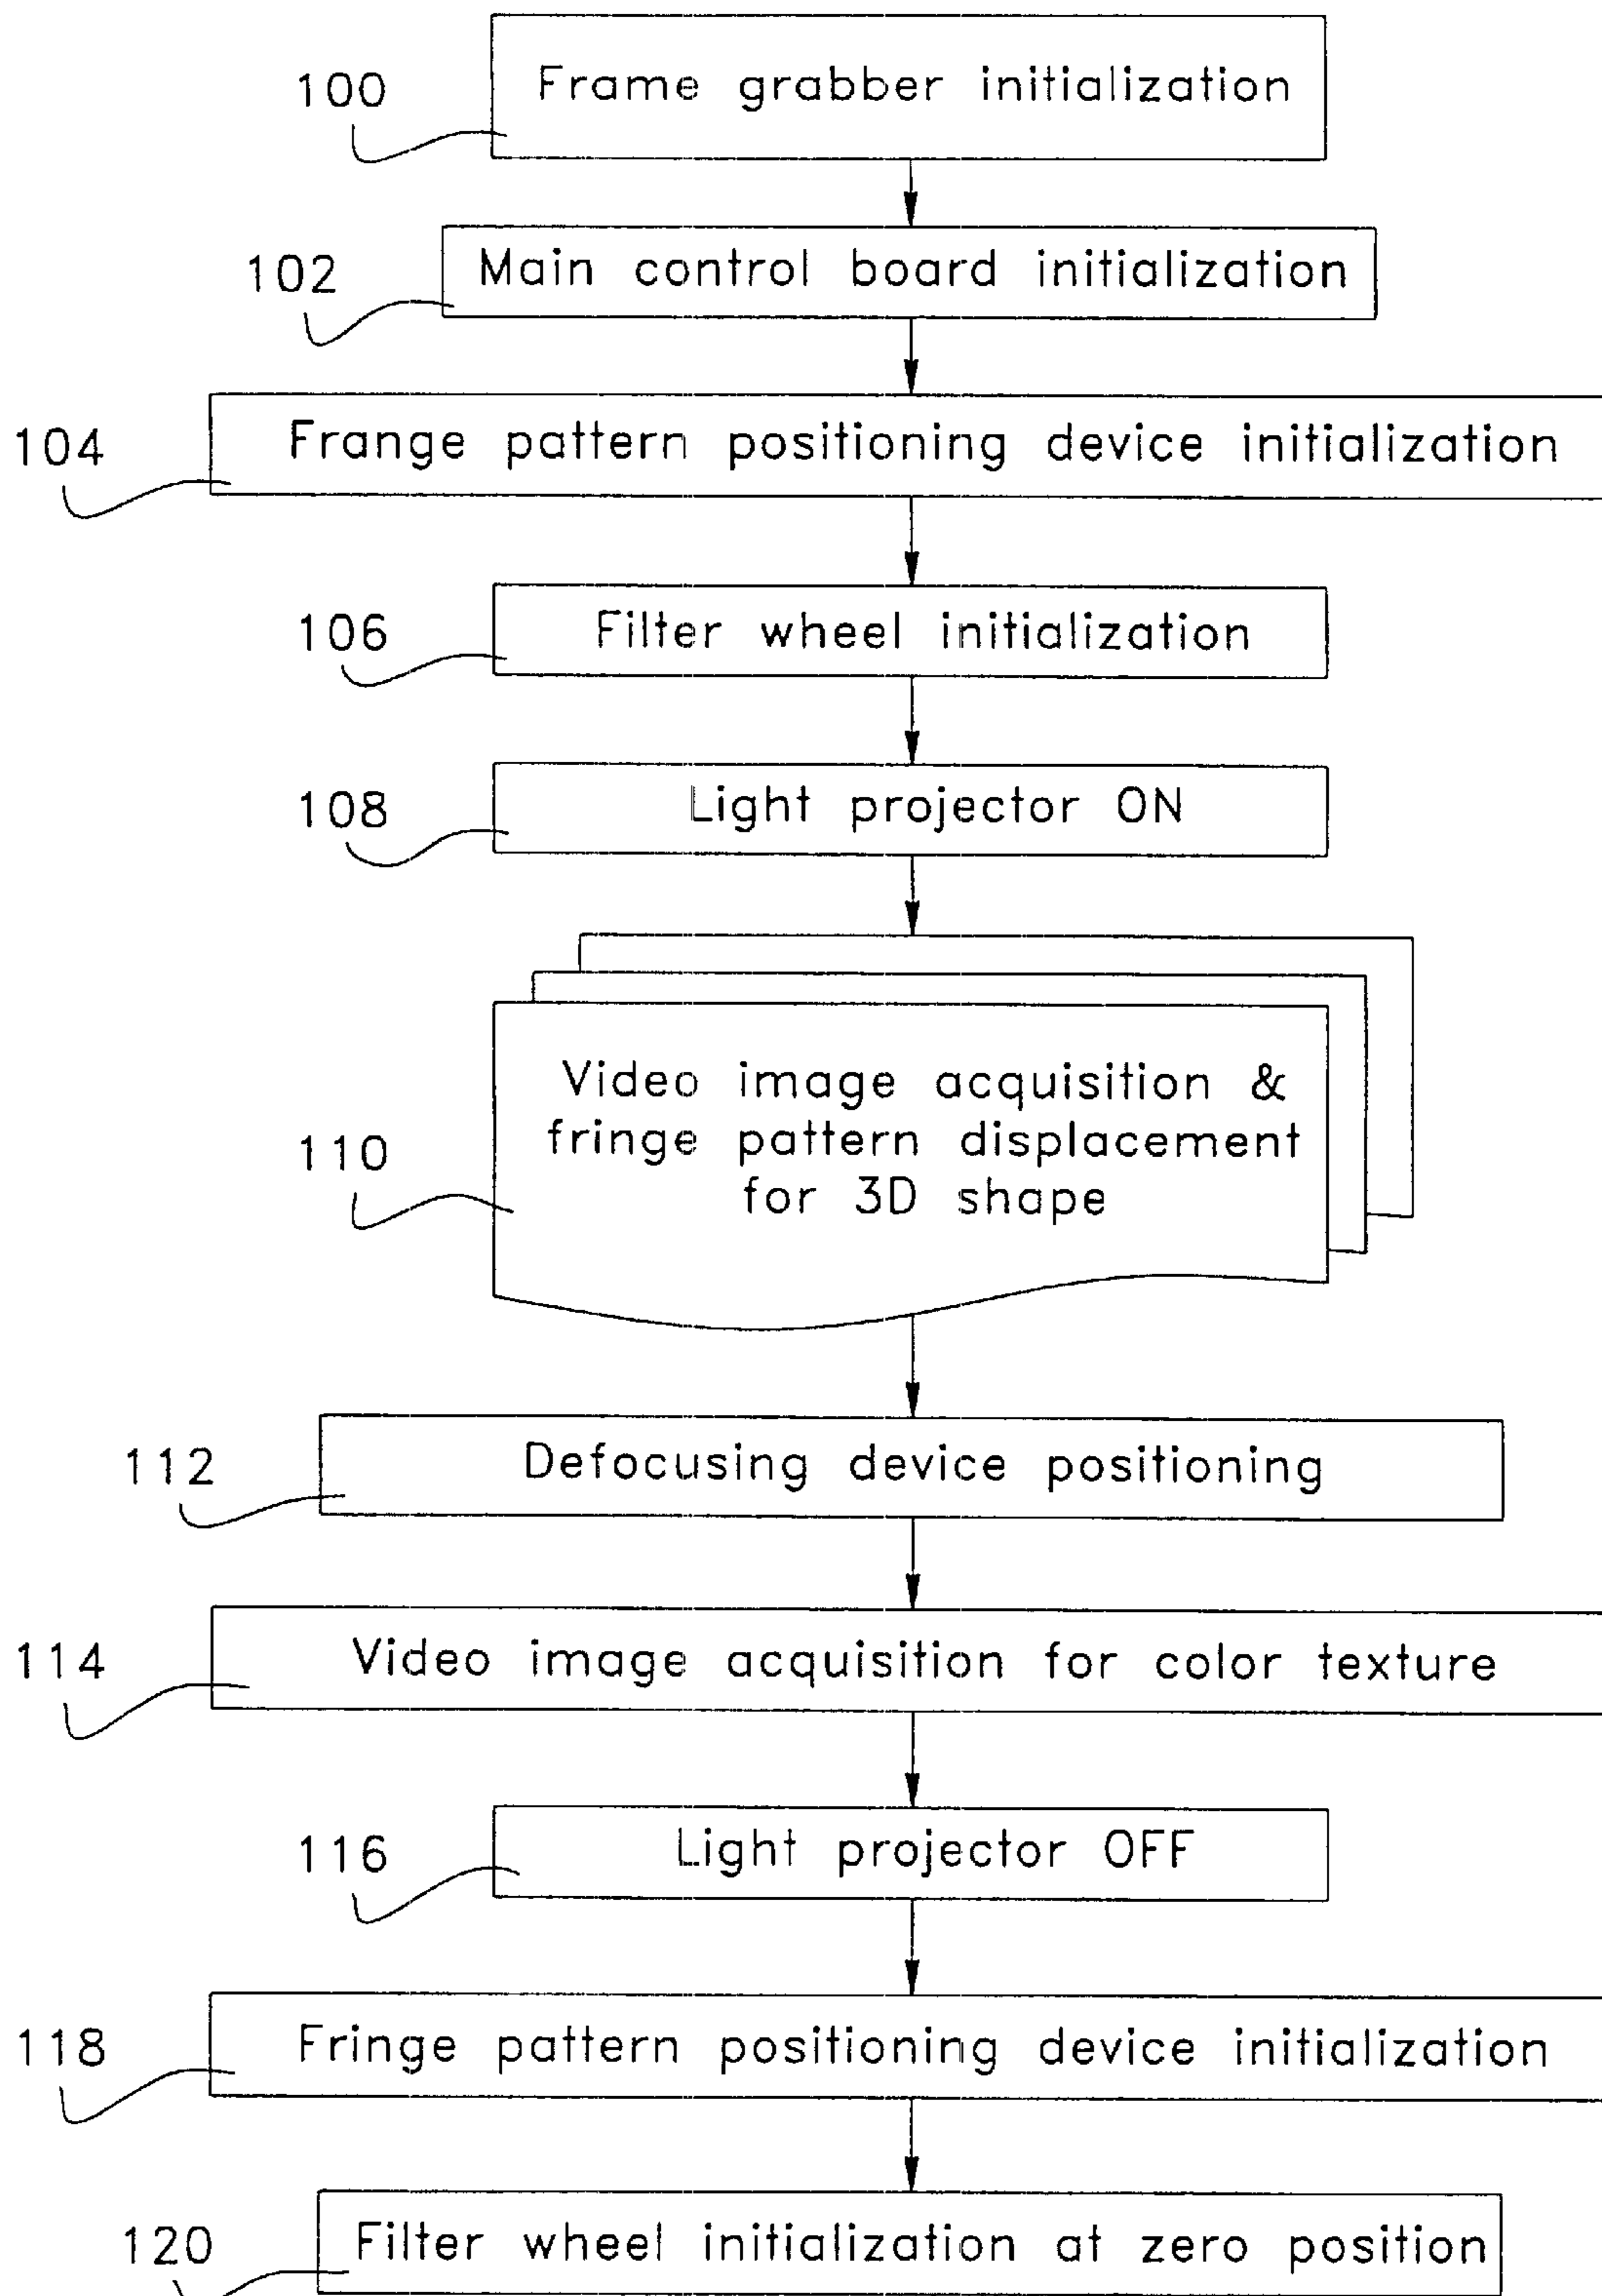 100
Frame grabber initialization
102
Main control board initialization
104
Frange pattern positioning device initialization
106
Filter wheel initialization
108
Light projector ON
110
Video image acquisition &
fringe pattern displacement
for 3D shape
112
Defocusing device positioning
114
Video image acquisition for color texture
116
Light projector OFF
118
Fringe pattern positioning device initialization
120
Filter wheel initialization at zero position